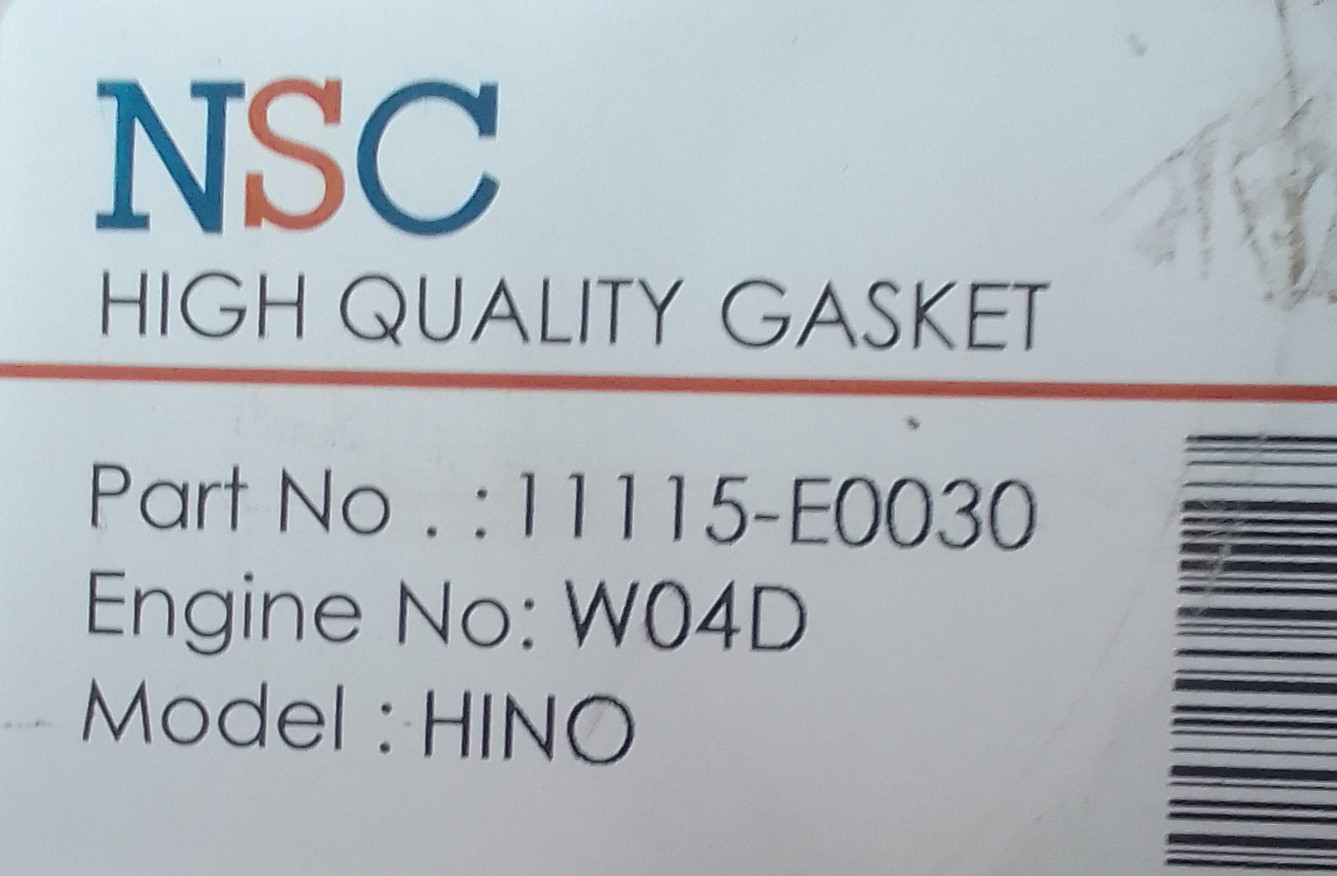 NSC
HIGH QUALITY GASKET
Part No . : 11115-E0030
Engine No: W04D
Model : HINO